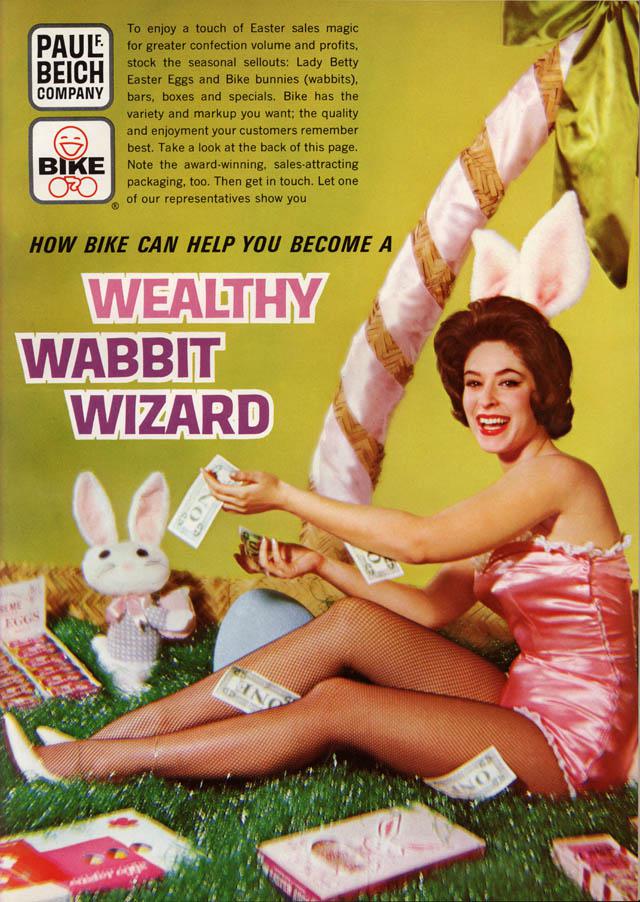 PAUL F.
BEICH
COMPANY
BIKE
®
To enjoy a touch of Easter sales magic
for greater confection volume and profits,
stock the seasonal sellouts: Lady Betty
Easter Eggs and Bike bunnies (wabbits),
bars, boxes and specials. Bike has the
variety and markup you want; the quality
and enjoyment your customers remember
best. Take a look at the back of this page.
Note the award-winning, sales-attracting
packaging, too. Then get in touch. Let one
of our representatives show you
HOW BIKE CAN HELP YOU BECOME A
WEALTHY
WABBIT
WIZARD
ONE
ONE
ONE
EGGS